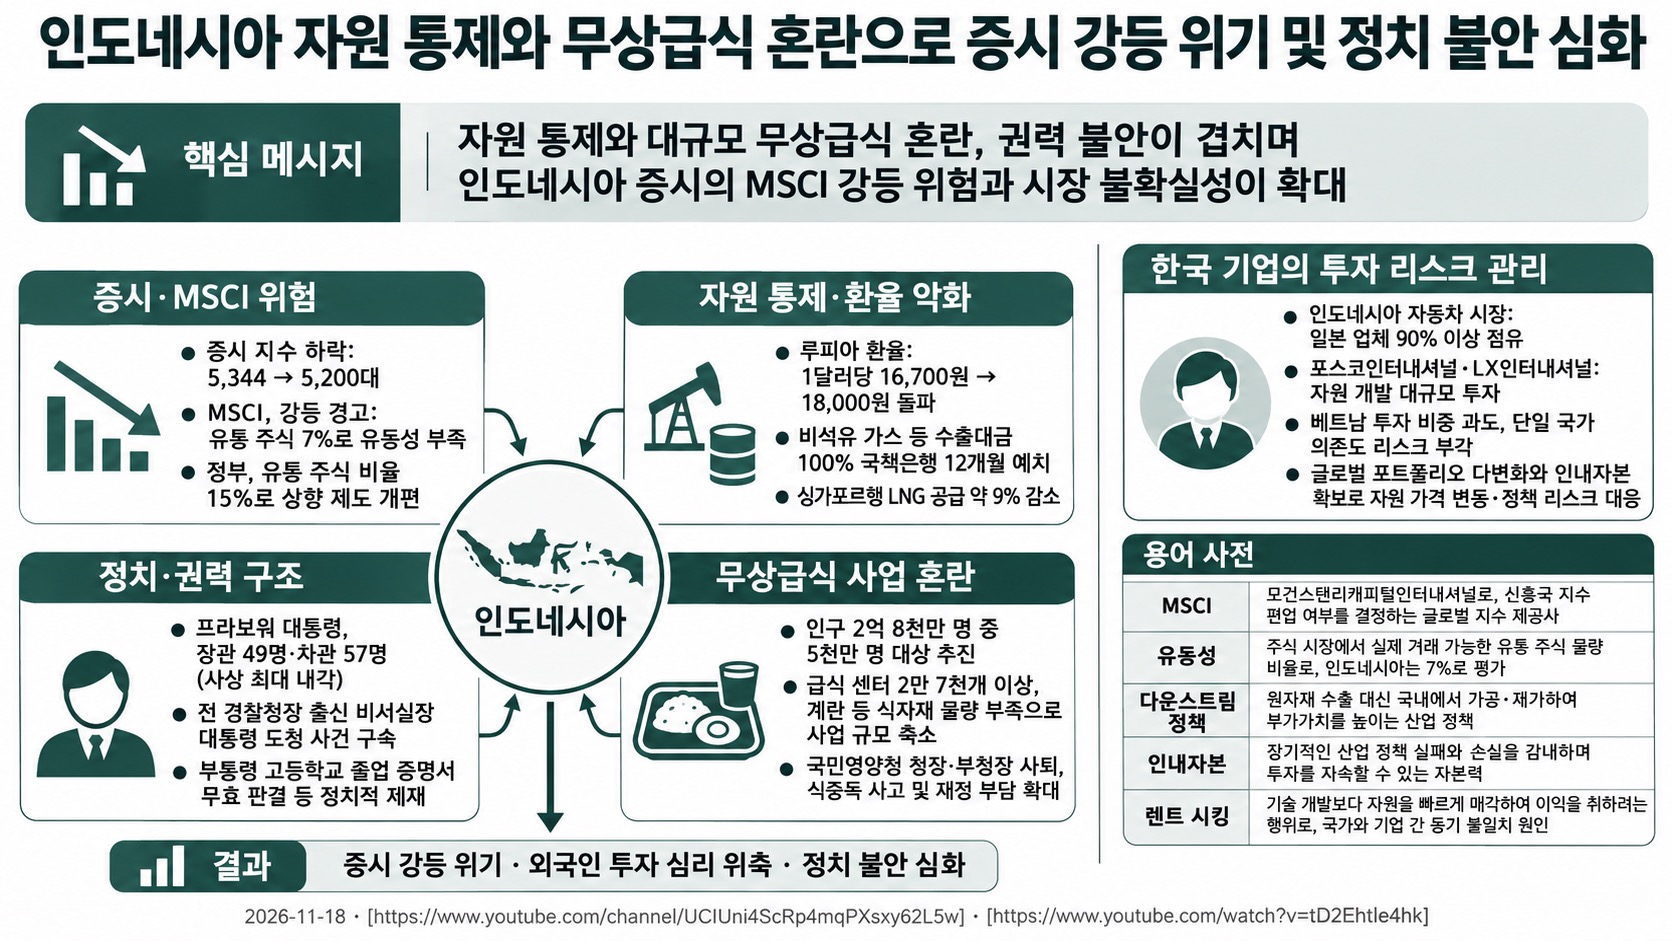 인도네시아 자원 통제와 무상급식 혼란으로 증시 강등 위기 및 정치 불안 심화
핵심 메시지
자원 통제와 대규모 무상급식 혼란, 권력 불안이 겹치며
인도네시아 증시의 MSCI 강등 위험과 시장 불확실성이 확대
증시·MSCI 위험
● 증시 지수 하락:
5,344 → 5,200대
● MSCI, 강등 경고:
유통 주식 7%로 유동성 부족
● 정부, 유통 주식 비율
15%로 상향 제도 개편
자원 통제·환율 악화
● 루피아 환율:
1달러당 16,700원 →
18,000원 돌파
● 비석유 가스 등 수출대금
100% 국책은행 12개월 예치
● 싱가포르행 LNG 공급 약 9% 감소
인도네시아
정치·권력 구조
● 프라보워 대통령,
장관 49명·차관 57명
(사상 최대 내각)
● 전 경찰청장 출신 비서실장
대통령 도청 사건 구속
● 부통령 고등학교 졸업 증명서
무효 판결 등 정치적 제재
무상급식 사업 혼란
● 인구 2억 8천만 명 중
5천만 명 대상 추진
● 급식 센터 2만 7천개 이상,
계란 등 식자재 물량 부족으로
사업 규모 축소
● 국민영양청 청장·부청장 사퇴,
식중독 사고 및 재정 부담 확대
결과
중시 강등 위기 · 외국인 투자 심리 위축 · 정치 불안 심화
한국 기업의 투자 리스크 관리
● 인도네시아 자동차 시장:
일본 업체 90% 이상 점유
● 포스코인터내셔널·LX인터내셔널:
자원 개발 대규모 투자
● 베트남 투자 비중 과도, 단일 국가
의존도 리스크 부각
● 글로벌 포트폴리오 다변화와 인내자본
확보로 자원 가격 변동·정책 리스크 대응
용어 사전
MSCI
모건스탠리캐피털인터내셔널로, 신흥국 지수
편업 여부를 결정하는 글로벌 지수 제공사
유동성
주식 시장에서 실제 겨래 가능한 유통 주식 물량
비율로, 인도네시아는 7%로 평가
다운스트림
정책
원자재 수출 대신 국내에서 가공·재가하여
부가가치를 높이는 산업 정책
인내자본
장기적인 산업 정책 실패와 손실을 감내하며
투자를 자속할 수 있는 자본력
렌트 시킹
기술 개발보다 자원을 빠르게 매각하여 이익을 취하려는
행위로, 국가와 기업 간 동기 불일치 원인
2026-11-18 · [https://www.youtube.com/channel/UCIUni4ScRp4mqPXsxy62L5w] · [https://www.youtube.com/watch?v=tD2Ehtle4hk]